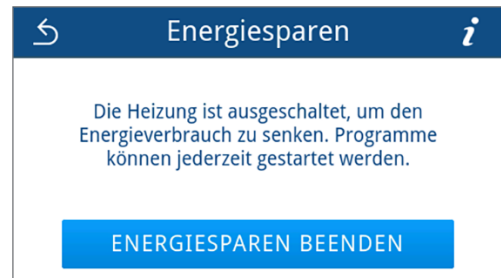 Energiesparen
Die Heizung ist ausgeschaltet, um den
Energieverbrauch zu senken. Programme
können jederzeit gestartet werden.
ENERGIESPAREN BEENDEN